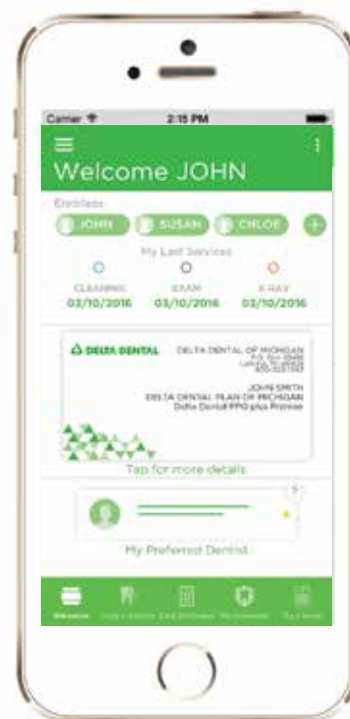 Carrier 2:15 PM
Welcome JOHN
Enrollees
JOHN SUSAN CHLOE +
My Last Services
CLEANING EXAM X-RAY
03/10/2016 03/10/2016 03/10/2016
DELTA DENTAL DELTA DENTAL OF MICHIGAN
P.O. Box
JOHN SMITH
DELTA DENTAL PLAN OF MICHIGAN
Delta Dental PPO plus Premier
Tap for more details
?
My Preferred Dentist
Welcome